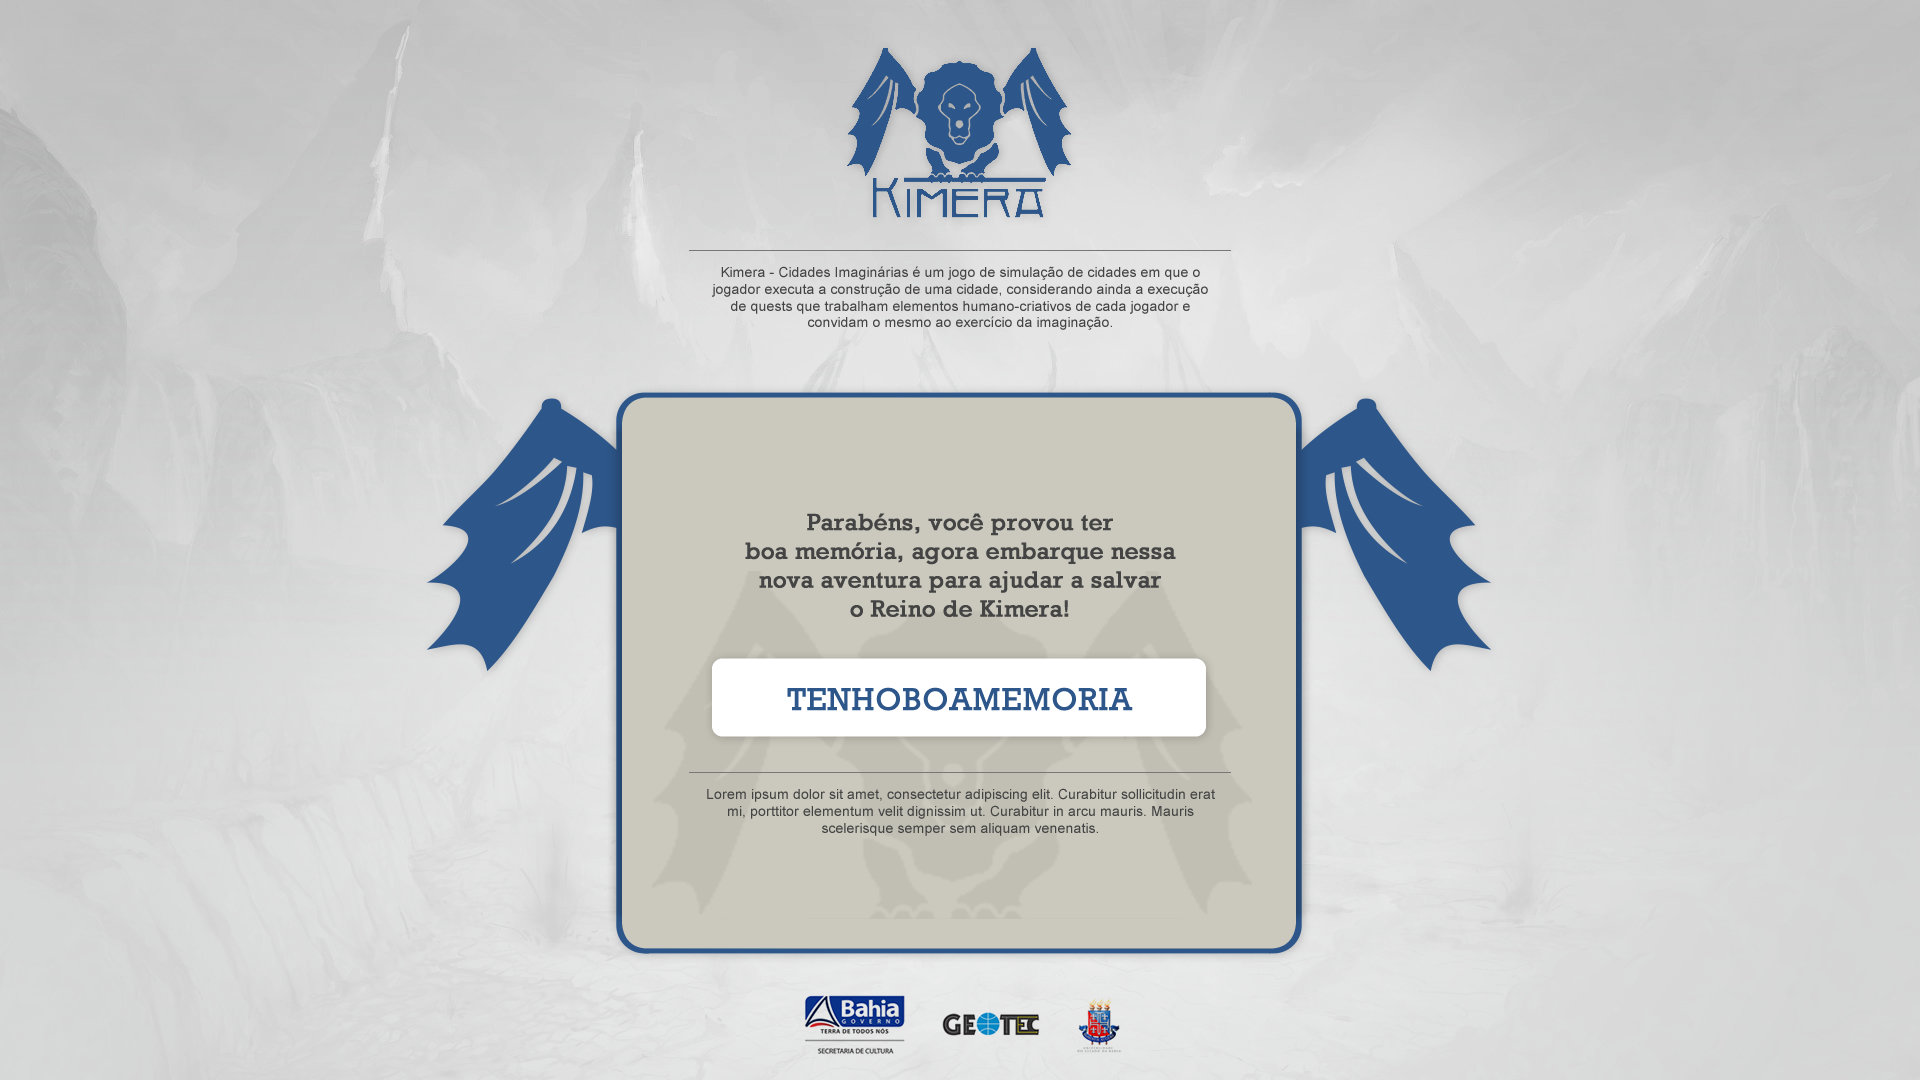 KIMERA
Kimera - Cidades Imaginárias é um jogo de simulação de cidades em que o
jogador executa a construção de uma cidade, considerando ainda a execução
de quests que trabalham elementos humano-criativos de cada jogador e
convidam o mesmo ao exercício da imaginação.
Parabéns, você provou ter
boa memória, agora embarque nessa
nova aventura para ajudar a salvar
o Reino de Kimera!
TENHOBOAMEMORIA
Lorem ipsum dolor sit amet, consectetur adipiscing elit. Curabitur sollicitudin erat
mi, porttitor elementum velit dignissim ut. Curabitur in arcu mauris. Mauris
scelerisque semper sem aliquam venenatis.
Bahia
GOVERNO
TERRA DE TODOS NÓS
SECRETARIA DE CULTURA
GEOTEC